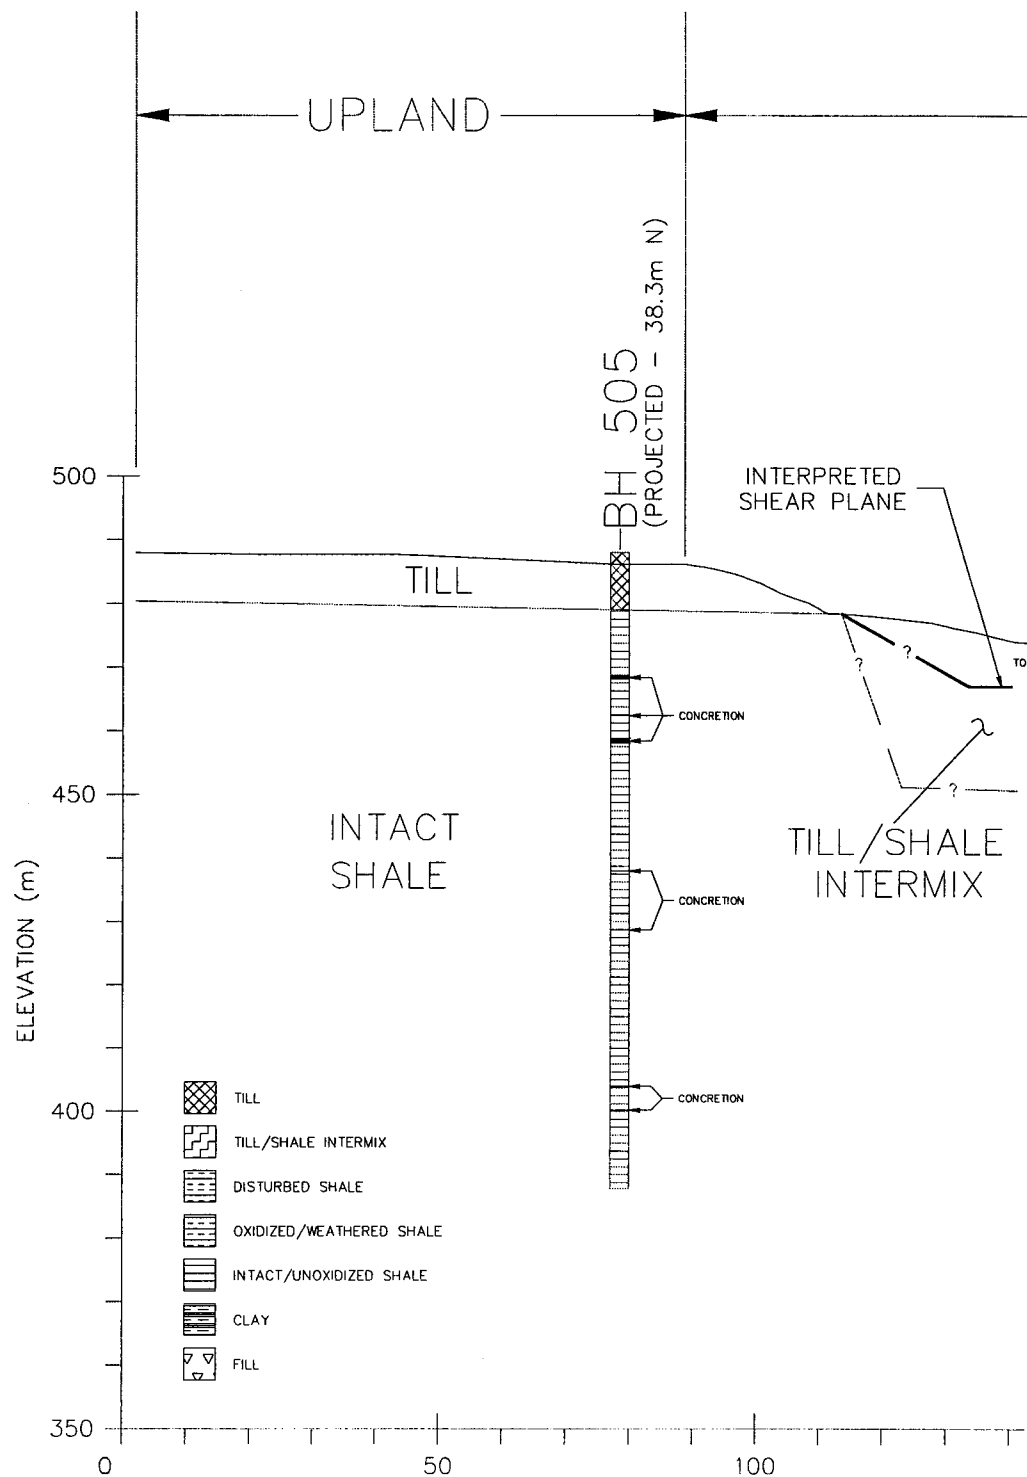 UPLAND
BH 505
(PROJECTED - 38.3m N)
500
INTERPRETED
SHEAR PLANE
TILL
?
?
TO
CONCRETION
450
?
INTACT
SHALE
TILL/SHALE
INTERMIX
CONCRETION
ELEVATION (m)
CONCRETION
400
TILL
TILL/SHALE INTERMIX
DISTURBED SHALE
OXIDIZED/WEATHERED SHALE
INTACT/UNOXIDIZED SHALE
CLAY
FILL
350
0
50
100